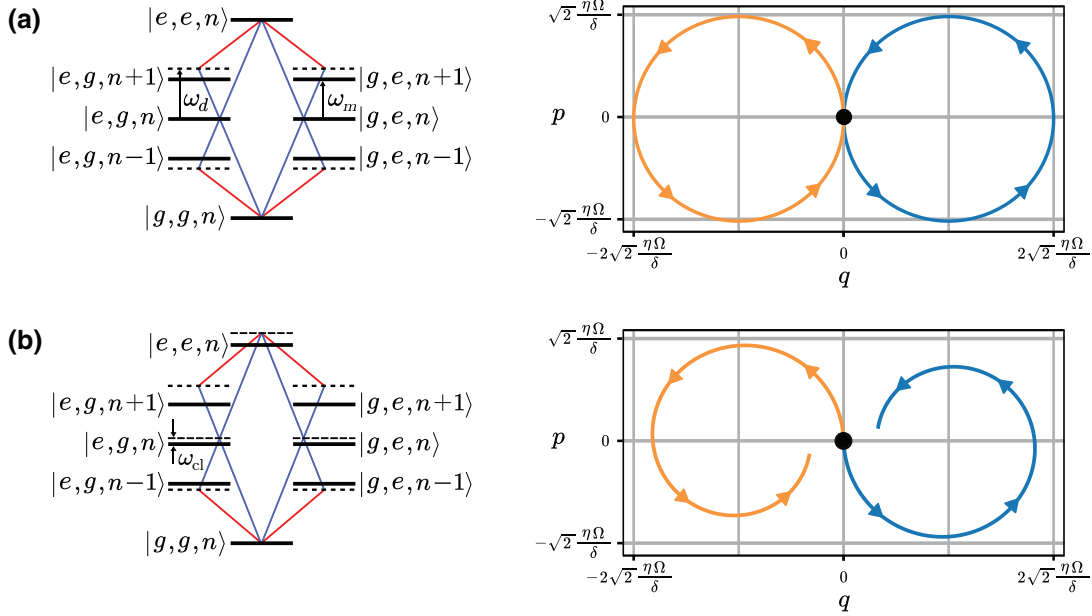 (a)
|e,e,n⟩
|e,g,n+1⟩
|g,e,n+1⟩
ω_d
ω_m
|e,g,n⟩
|g,e,n⟩
|e,g,n−1⟩
|g,e,n−1⟩
|g,g,n⟩
√2 ηΩ/δ
p
0
−√2 ηΩ/δ
−2√2 ηΩ/δ
0
2√2 ηΩ/δ
q
(b)
|e,e,n⟩
|e,g,n+1⟩
|g,e,n+1⟩
|e,g,n⟩
|g,e,n⟩
ω_cl
|e,g,n−1⟩
|g,e,n−1⟩
|g,g,n⟩
√2 ηΩ/δ
p
0
−√2 ηΩ/δ
−2√2 ηΩ/δ
0
2√2 ηΩ/δ
q